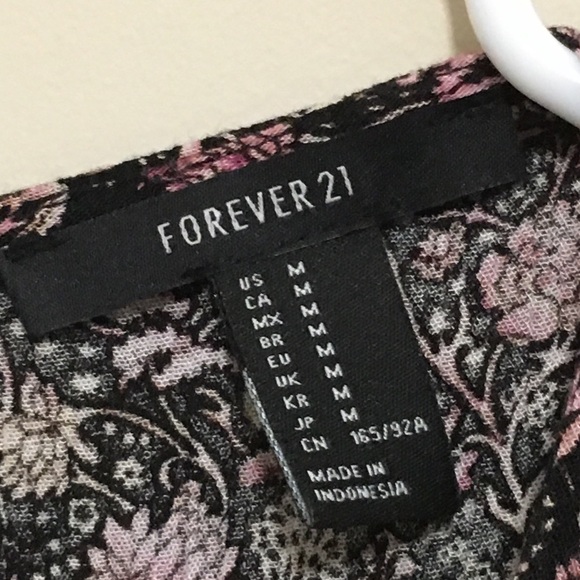 FOREVER 21
US M
CA M
MX M
BR M
EU M
UK M
KR M
JP M
CN 165/92A
MADE IN
INDONESIA